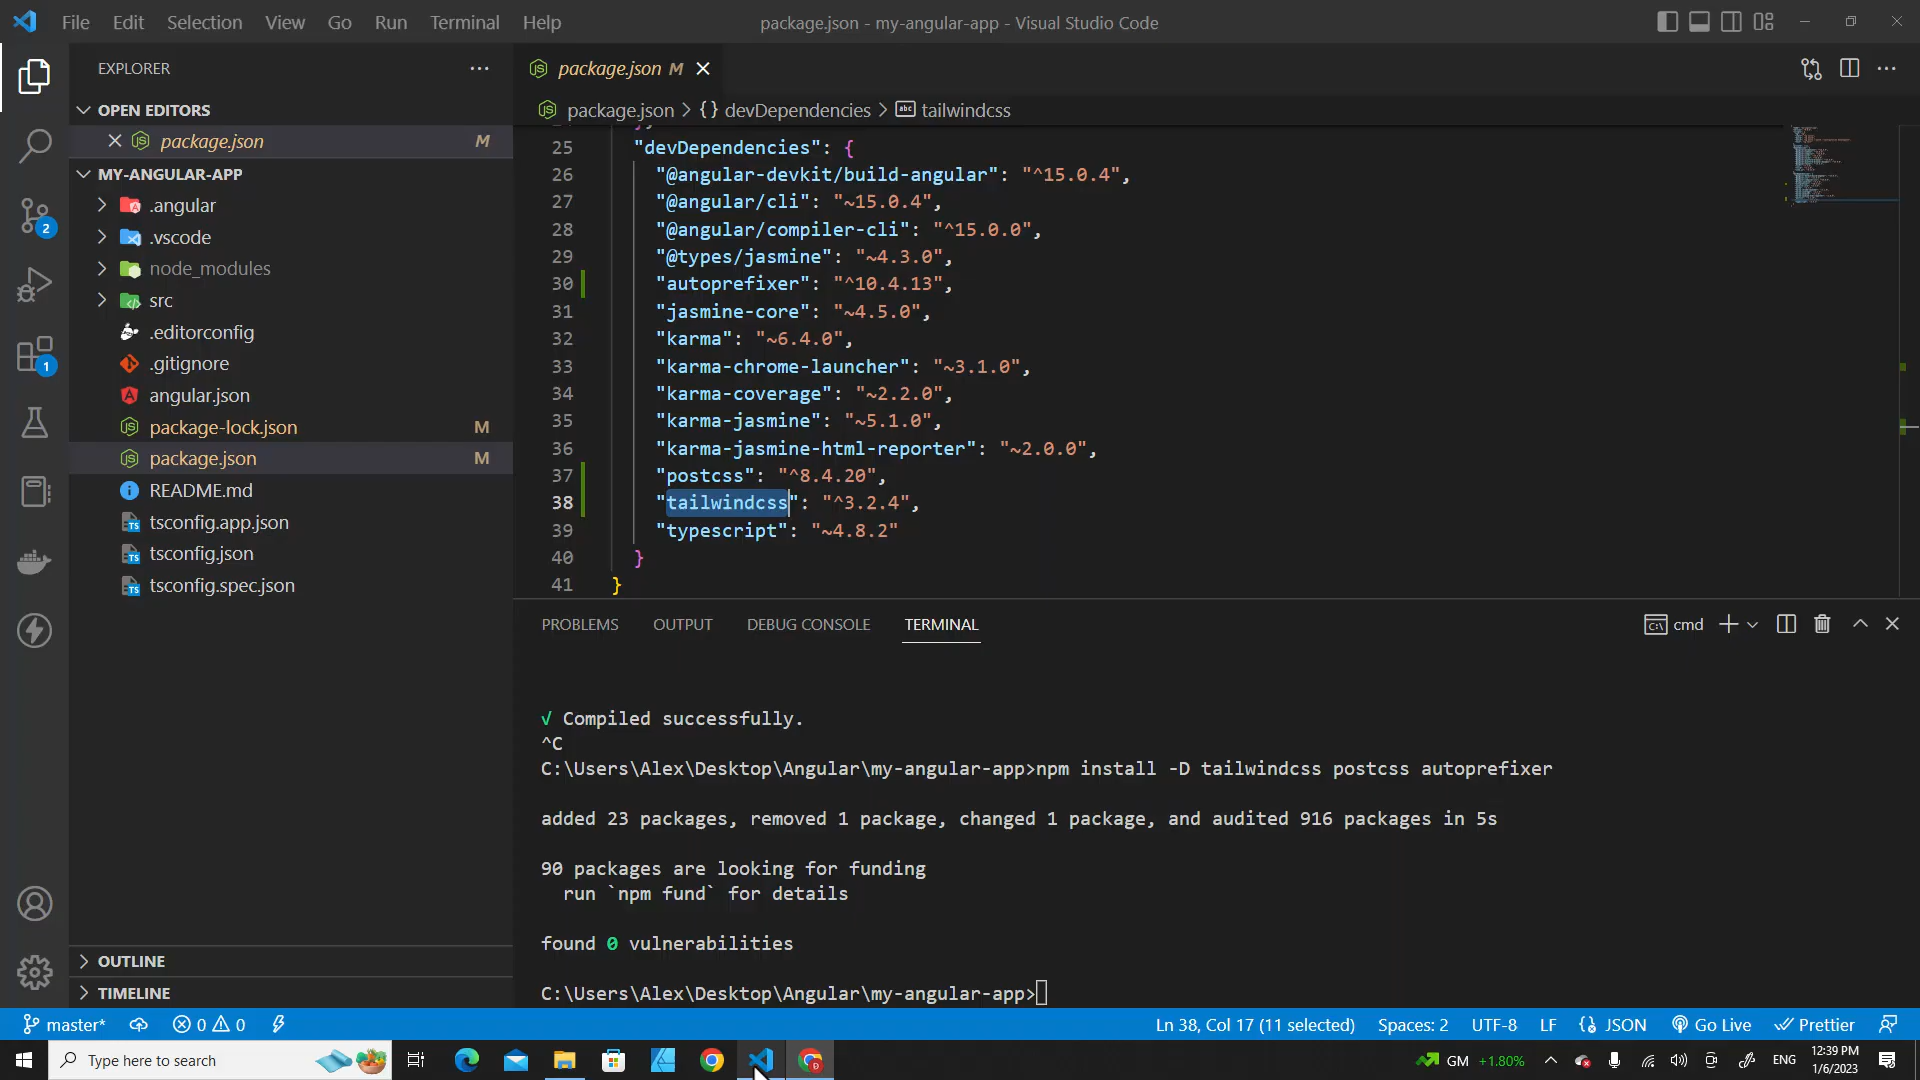 File Edit Selection View Go Run Terminal Help
package.json - my-angular-app - Visual Studio Code
EXPLORER
OPEN EDITORS
package.json M
MY-ANGULAR-APP
.angular
.vscode
node_modules
src
.editorconfig
.gitignore
angular.json
package-lock.json M
package.json M
README.md
tsconfig.app.json
tsconfig.json
tsconfig.spec.json
OUTLINE
TIMELINE
2
1
package.json M
package.json > {} devDependencies > abc tailwindcss
25 "devDependencies": {
26 "@angular-devkit/build-angular": "^15.0.4",
27 "@angular/cli": "~15.0.4",
28 "@angular/compiler-cli": "^15.0.0",
29 "@types/jasmine": "~4.3.0",
30 "autoprefixer": "^10.4.13",
31 "jasmine-core": "~4.5.0",
32 "karma": "~6.4.0",
33 "karma-chrome-launcher": "~3.1.0",
34 "karma-coverage": "~2.2.0",
35 "karma-jasmine": "~5.1.0",
36 "karma-jasmine-html-reporter": "~2.0.0",
37 "postcss": "^8.4.20",
38 "tailwindcss": "^3.2.4",
39 "typescript": "~4.8.2"
40 }
41 }
PROBLEMS OUTPUT DEBUG CONSOLE TERMINAL
cmd
√ Compiled successfully.
^C
C:\Users\Alex\Desktop\Angular\my-angular-app>npm install -D tailwindcss postcss autoprefixer
added 23 packages, removed 1 package, changed 1 package, and audited 916 packages in 5s
90 packages are looking for funding
run `npm fund` for details
found 0 vulnerabilities
C:\Users\Alex\Desktop\Angular\my-angular-app>
master* 0 0
Ln 38, Col 17 (11 selected) Spaces: 2 UTF-8 LF {} JSON Go Live Prettier
Type here to search
GM +1.80%
ENG
12:39 PM
1/6/2023